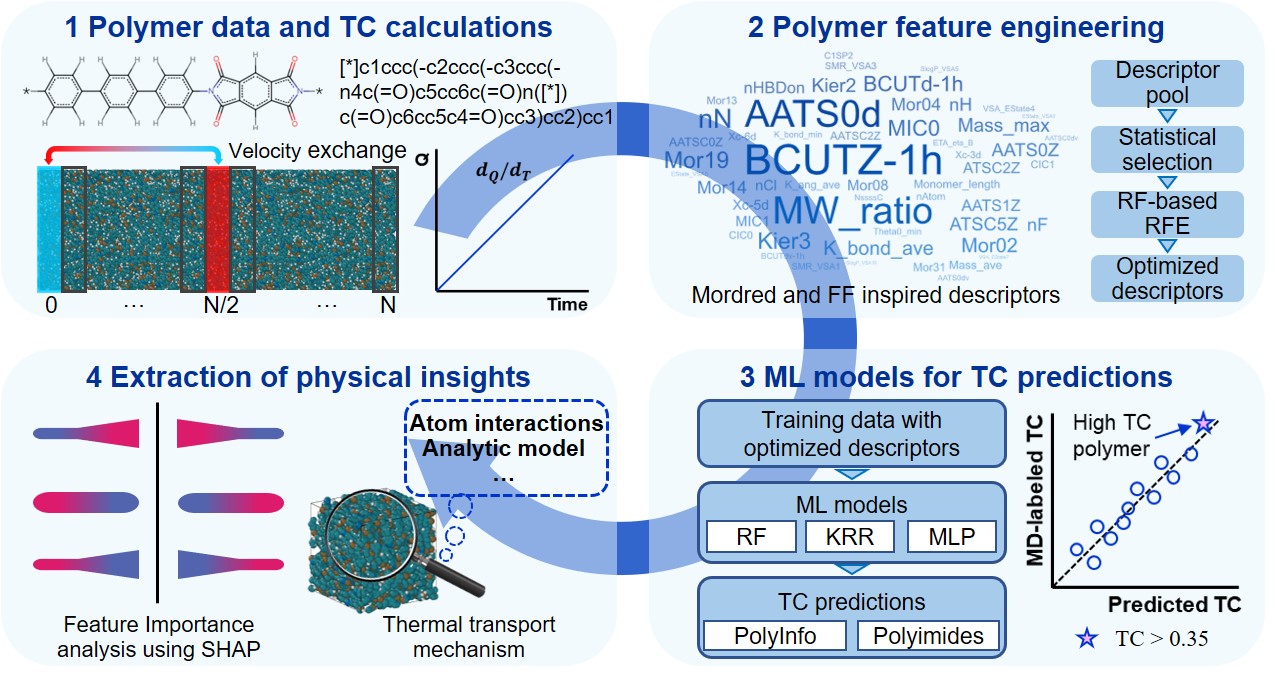 1 Polymer data and TC calculations
[*]c1ccc(-c2ccc(-c3ccc(-
n4c(=O)c5cc6c(=O)n([*])
c(=O)c6cc5c4=O)cc3)cc2)cc1
H H H H H H H O O
* N N *
H H H H H H O H O
Velocity exchange
0 ... N/2 ... N
Q
dQ/dT
Time
2 Polymer feature engineering
C1SP2
SMR_VSA3
SlogP_VSA5
nHBDon Kier2 BCUTd-1h
Mor13 AATS0d Mor04 nH VSA_EState4
nN MIC0 Mass_max
Xc-6d K_bond_min AATSC2Z ETA_eta_B
AATSC0Z BCUTZ-1h Xc-3d AATS0Z
Mor19 ATSC2Z CIC1
Mor14 nCl K_ang_ave Mor08 Monomer_length
NssssC nAtom
Xc-5d MW_ratio AATS1Z
MIC1 ATSC5Z nF
CIC0 Theta0_min
Kier3 K_bond_ave Mor02
SMR_VSA1 Mor31 Mass_ave
AATS0dv
Mordred and FF inspired descriptors
Descriptor
pool
Statistical
selection
RF-based
RFE
Optimized
descriptors
3 ML models for TC predictions
Training data with
optimized descriptors
ML models
RF KRR MLP
TC predictions
PolyInfo Polyimides
MD-labeled TC
High TC
polymer
Predicted TC
TC > 0.35
4 Extraction of physical insights
Feature Importance
analysis using SHAP
Atom interactions
Analytic model
...
Thermal transport
mechanism